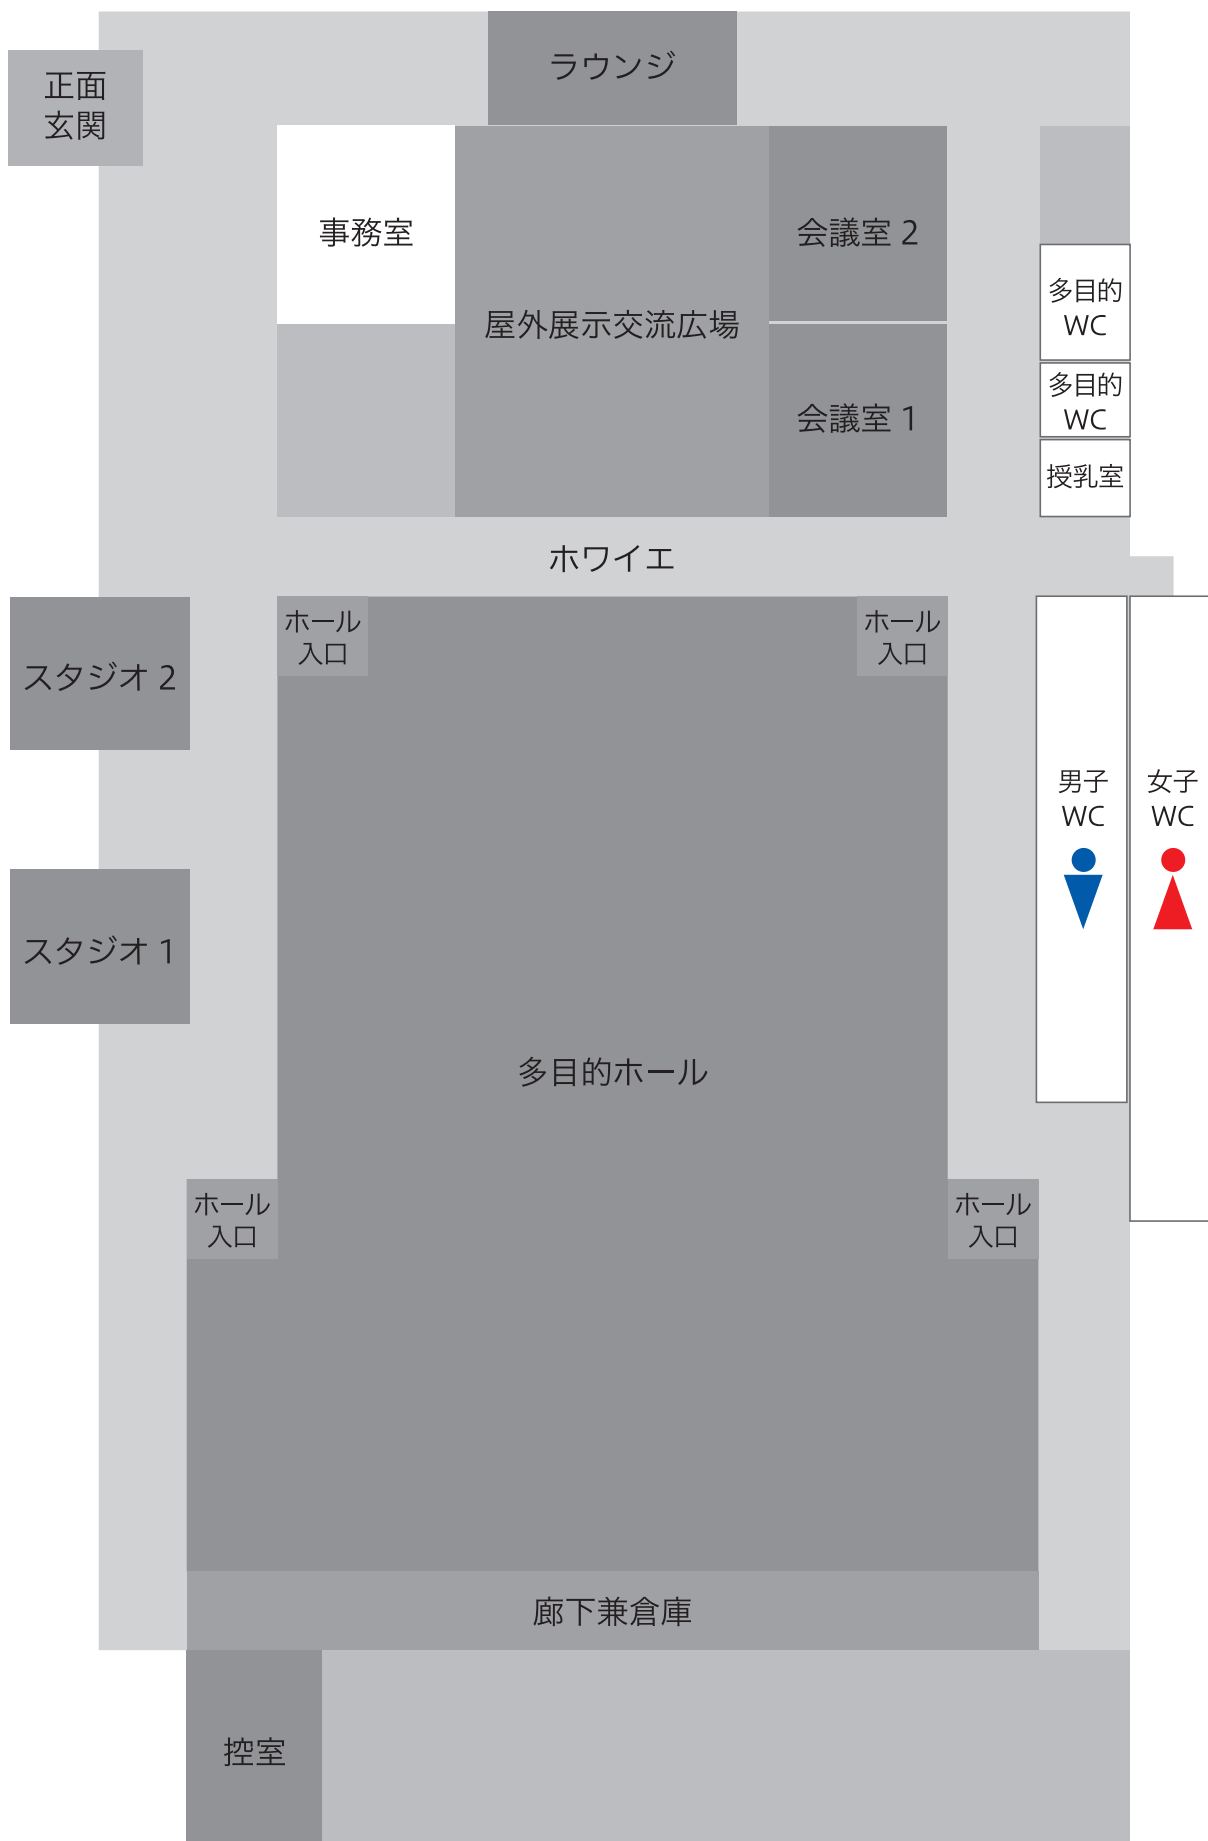 ラウンジ
正面
玄関
事務室
会議室 2
多目的
WC
屋外展示交流広場
多目的
WC
会議室 1
授乳室
ホワイエ
ホール
入口
ホール
入口
スタジオ 2
男子
WC
女子
WC
スタジオ 1
多目的ホール
ホール
入口
ホール
入口
廊下兼倉庫
控室